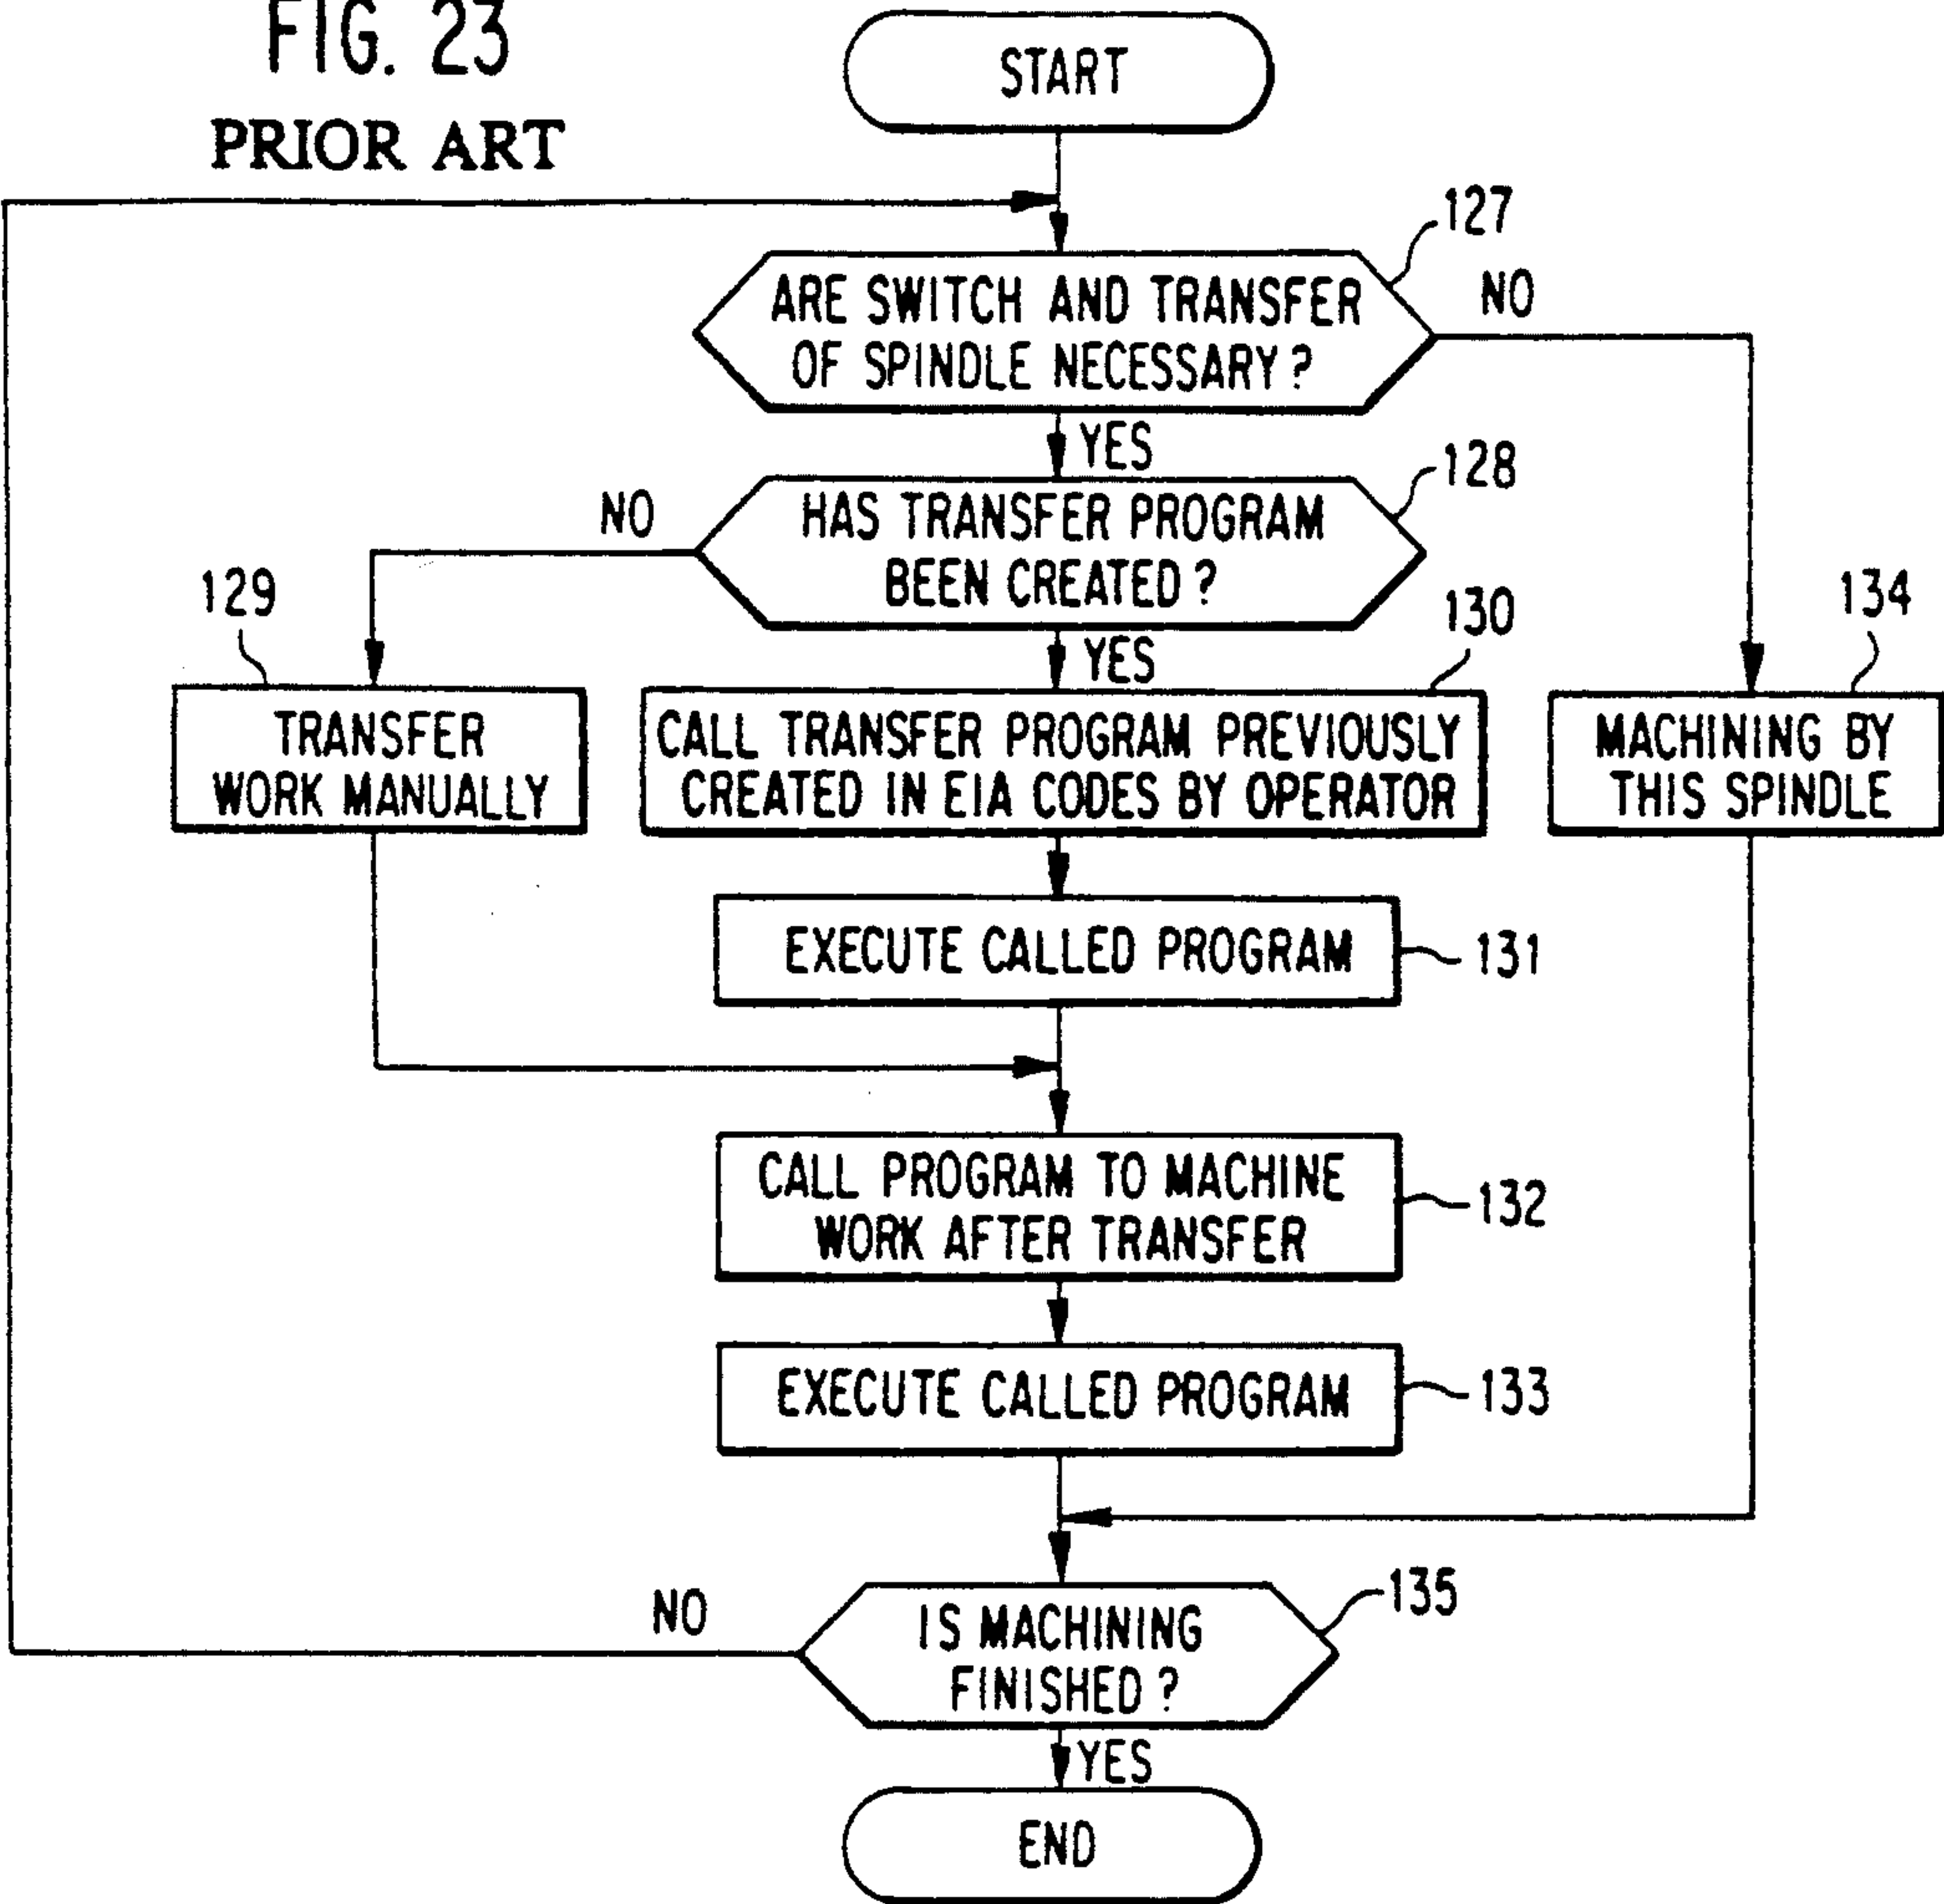 FIG. 23
PRIOR ART
START
127
ARE SWITCH AND TRANSFER
OF SPINDLE NECESSARY?
NO
YES
128
HAS TRANSFER PROGRAM
BEEN CREATED?
NO
YES
129
TRANSFER
WORK MANUALLY
130
CALL TRANSFER PROGRAM PREVIOUSLY
CREATED IN EIA CODES BY OPERATOR
134
MACHINING BY
THIS SPINDLE
EXECUTE CALLED PROGRAM
131
CALL PROGRAM TO MACHINE
WORK AFTER TRANSFER
132
EXECUTE CALLED PROGRAM
133
135
IS MACHINING
FINISHED?
NO
YES
END